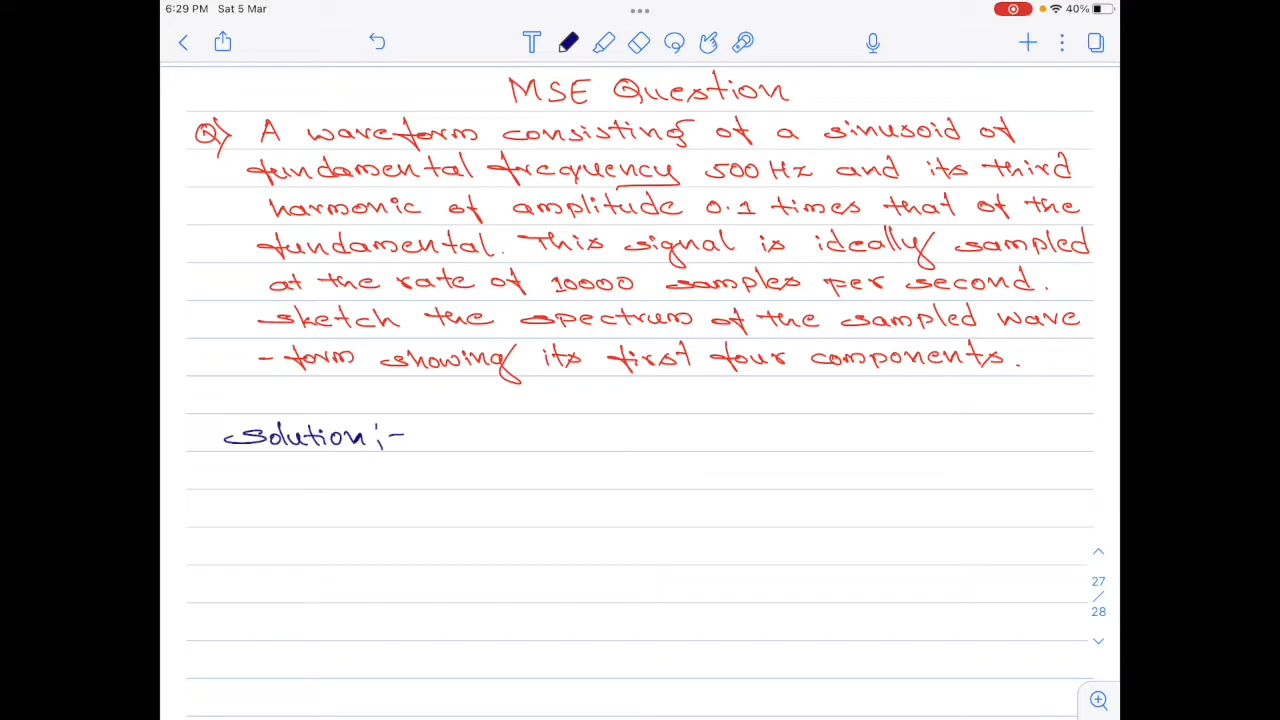 6:29 PM Sat 5 Mar
40%
MSE Question
Q) A waveform consisting of a sinusoid of
fundamental frequency 500 Hz and its third
harmonic of amplitude 0.1 times that of the
fundamental. This signal is ideally sampled
at the rate of 10000 samples per second.
sketch the spectrum of the sampled wave
-form showing its first four components.
Solution :-
27
/
28